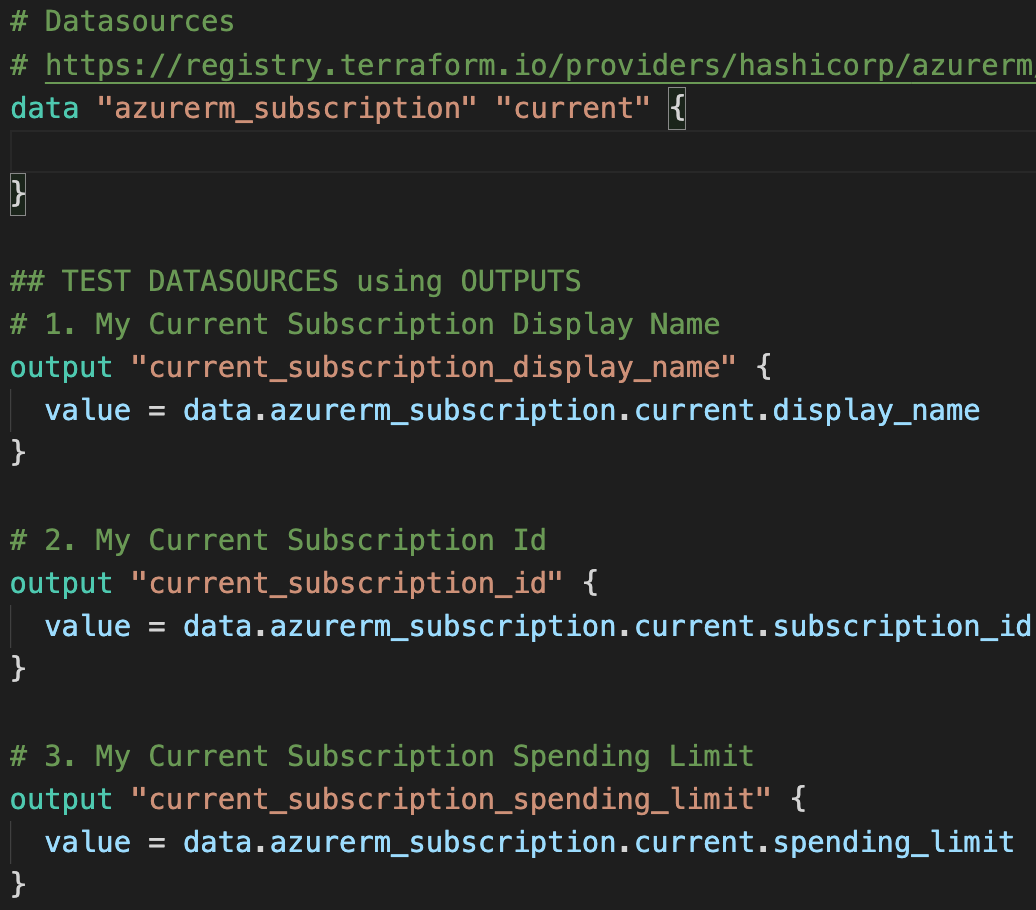 # Datasources
# https://registry.terraform.io/providers/hashicorp/azurerm/
data "azurerm_subscription" "current" {
}
## TEST DATASOURCES using OUTPUTS
# 1. My Current Subscription Display Name
output "current_subscription_display_name" {
  value = data.azurerm_subscription.current.display_name
}
# 2. My Current Subscription Id
output "current_subscription_id" {
  value = data.azurerm_subscription.current.subscription_id
}
# 3. My Current Subscription Spending Limit
output "current_subscription_spending_limit" {
  value = data.azurerm_subscription.current.spending_limit
}